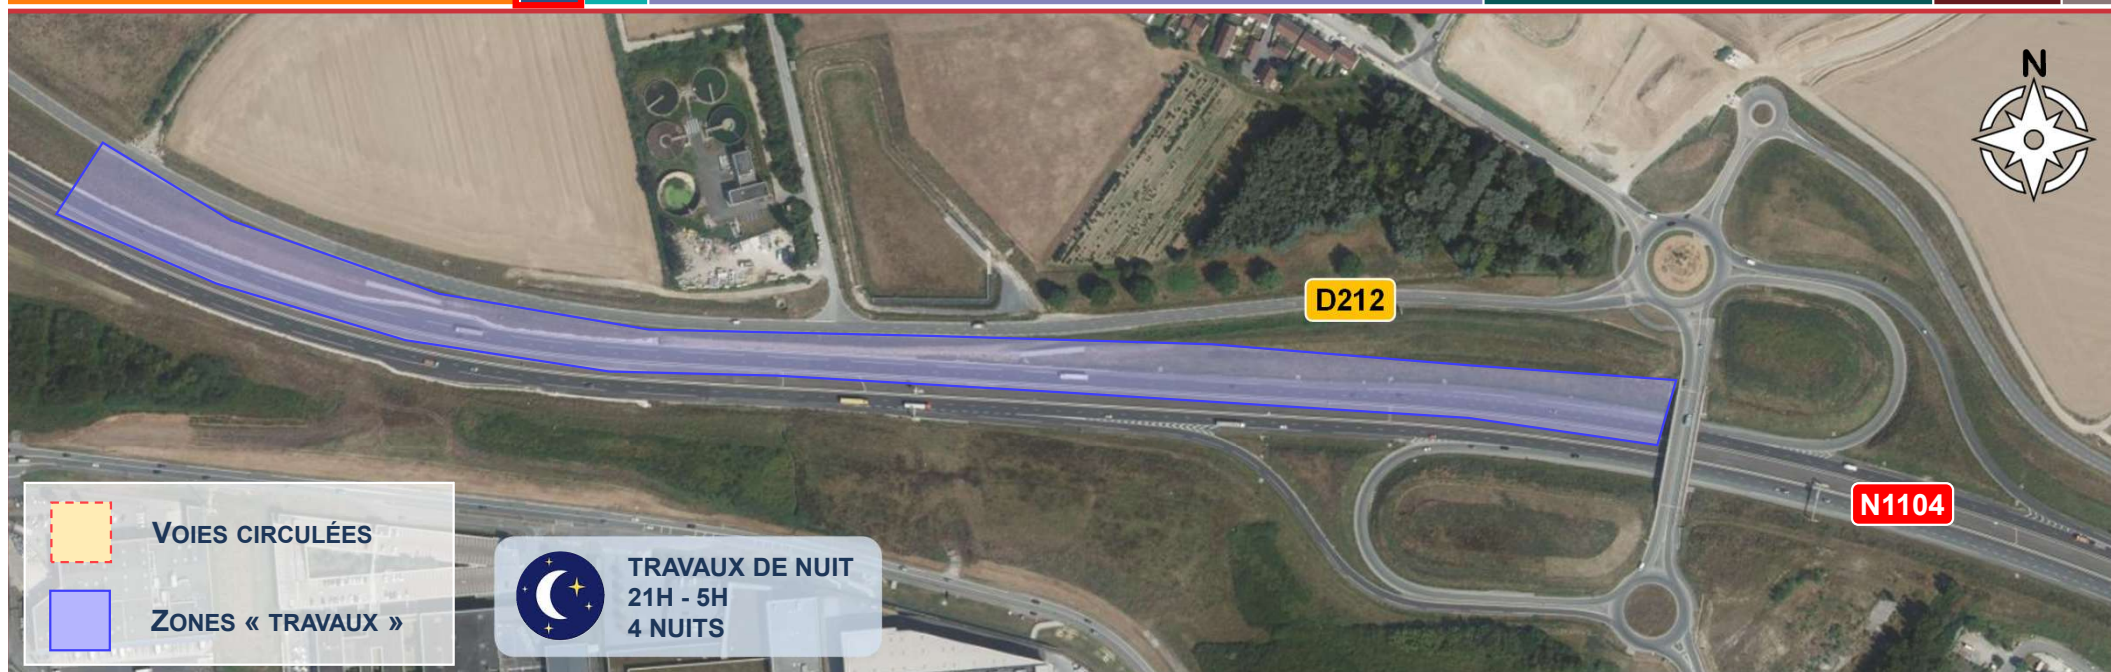 N
D212
N1104
VOIES CIRCULÉES
ZONES « TRAVAUX »
TRAVAUX DE NUIT
21H - 5H
4 NUITS